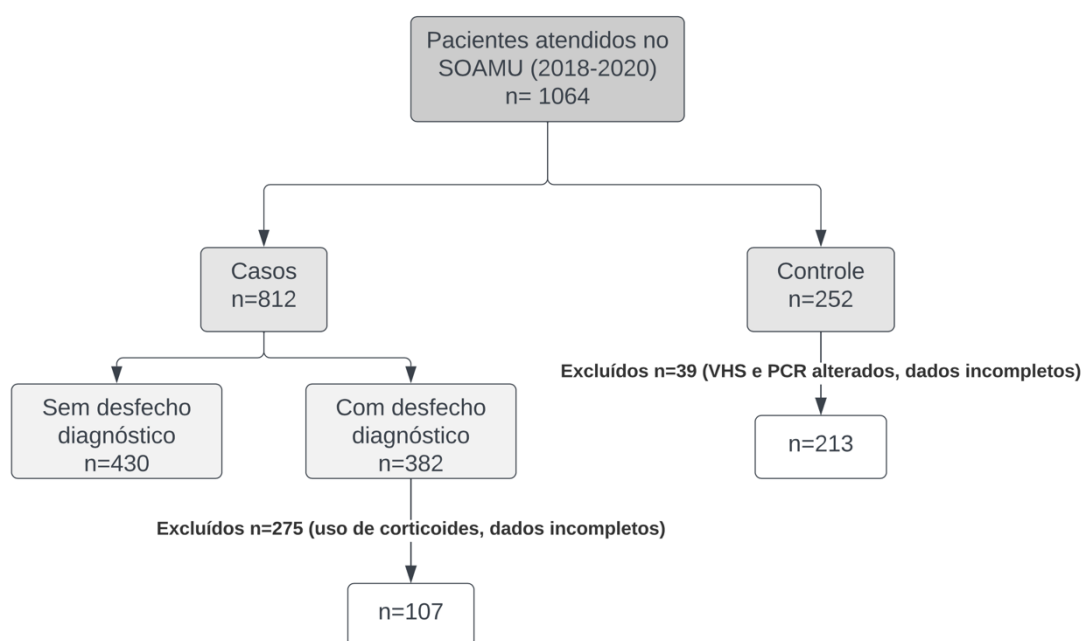 Pacientes atendidos no
SOAMU (2018-2020)
n= 1064
Casos
n=812
Controle
n=252
Excluídos n=39 (VHS e PCR alterados, dados incompletos)
Sem desfecho
diagnóstico
n=430
Com desfecho
diagnóstico
n=382
n=213
Excluídos n=275 (uso de corticoides, dados incompletos)
n=107